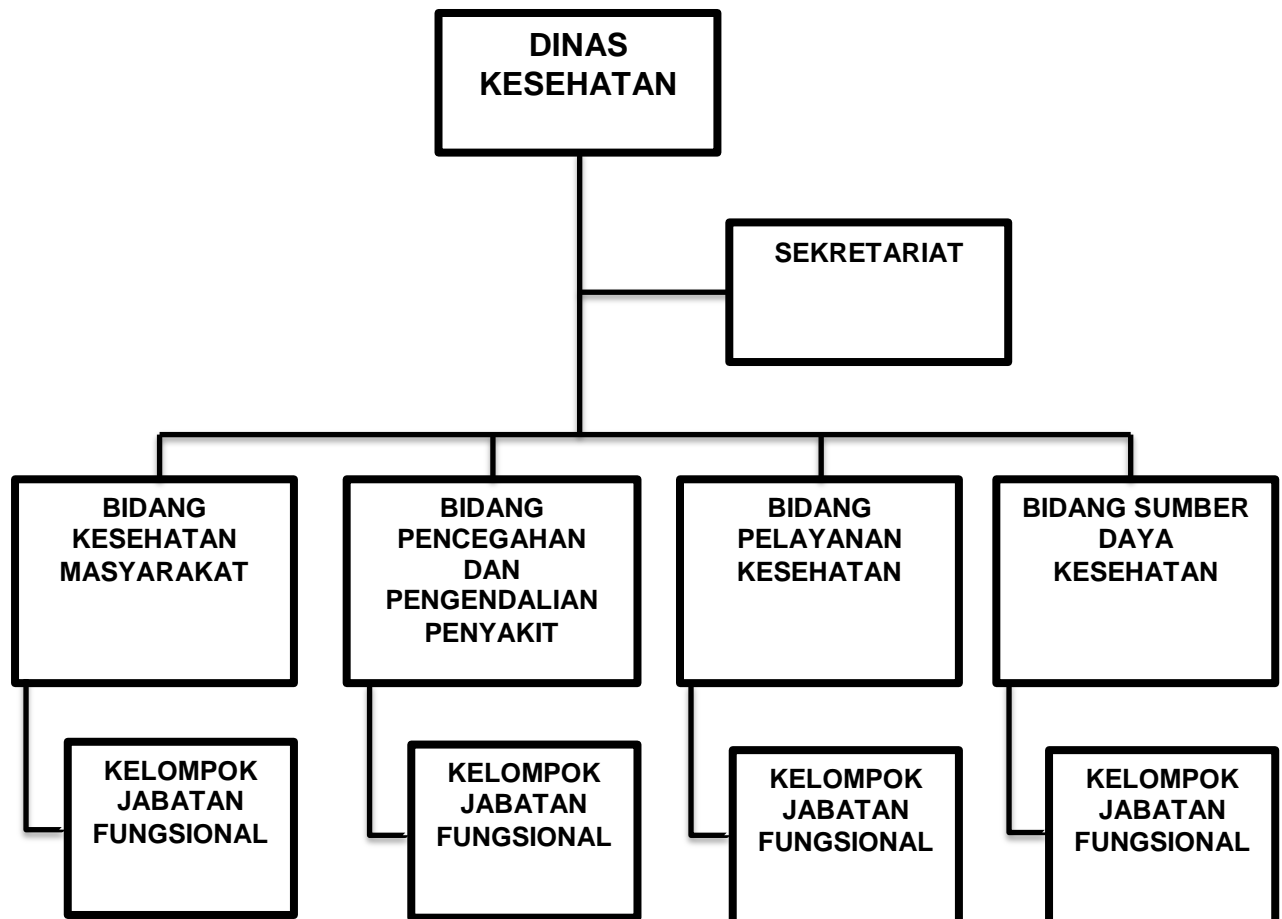 DINAS
KESEHATAN
SEKRETARIAT
BIDANG
KESEHATAN
MASYARAKAT
BIDANG
PENCEGAHAN
DAN
PENGENDALIAN
PENYAKIT
BIDANG
PELAYANAN
KESEHATAN
BIDANG SUMBER
DAYA
KESEHATAN
KELOMPOK
JABATAN
FUNGSIONAL
KELOMPOK
JABATAN
FUNGSIONAL
KELOMPOK
JABATAN
FUNGSIONAL
KELOMPOK
JABATAN
FUNGSIONAL